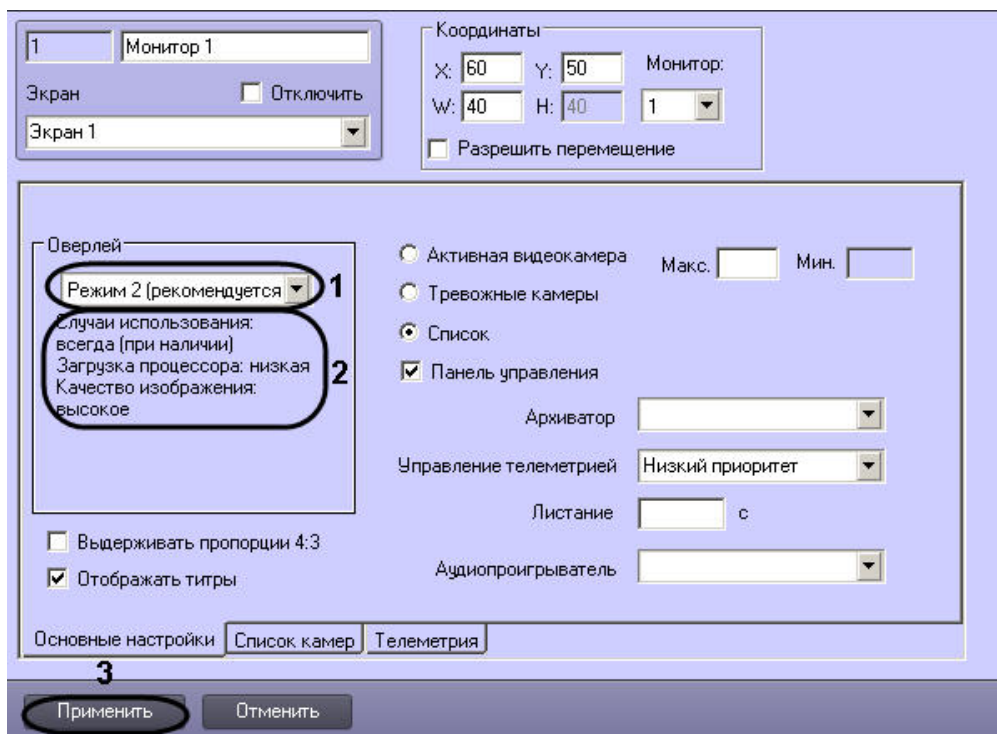 1 Монитор 1
Экран Отключить
Экран 1
Координаты
X: 60 Y: 50 Монитор:
W: 40 H: 40 1
Разрешить перемещение
Оверлей
Режим 2 (рекомендуется 1
Случаи использования:
всегда (при наличии)
Загрузка процессора: низкая
Качество изображения:
высокое
2
Выдерживать пропорции 4:3
Отображать титры
Активная видеокамера Макс. Мин.
Тревожные камеры
Список
Панель управления
Архиватор
Управление телеметрией Низкий приоритет
Листание с
Аудиопроигрыватель
Основные настройки Список камер Телеметрия
3
Применить Отменить